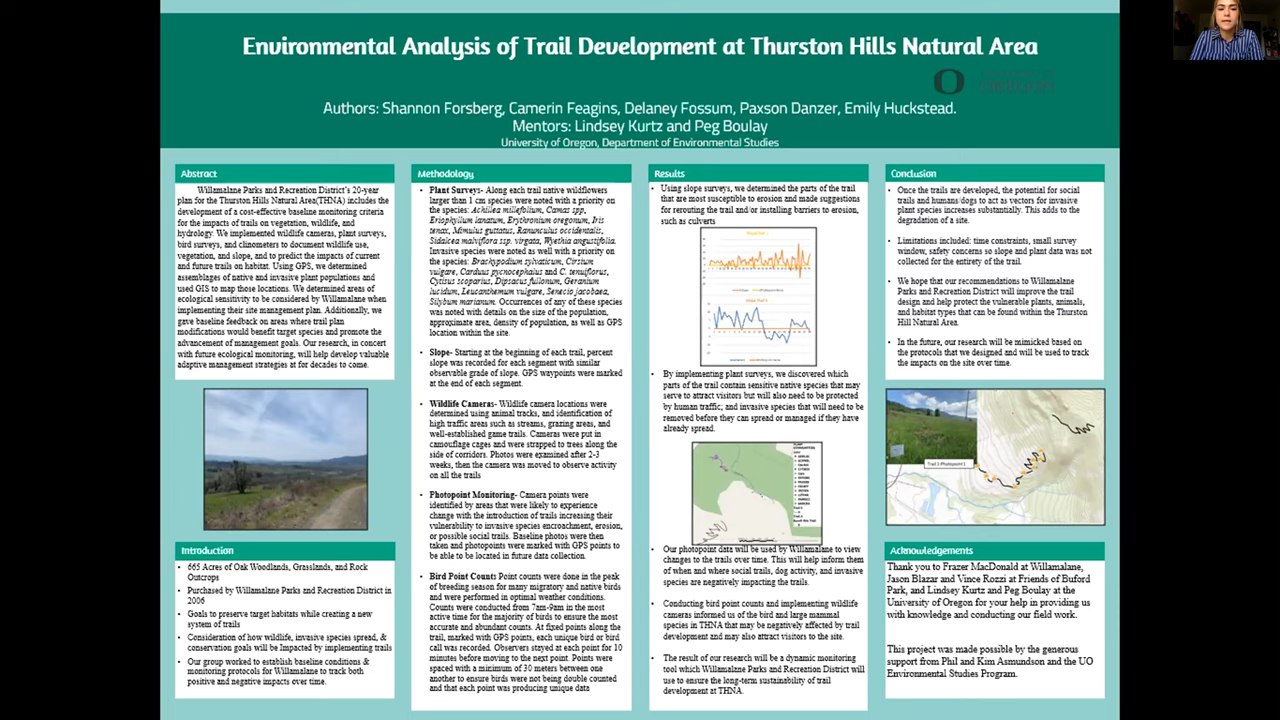 Environmental Analysis of Trail Development at Thurston Hills Natural Area
O
OREGON
Authors: Shannon Forsberg, Camerin Feagins, Delaney Fossum, Paxson Danzer, Emily Huckstead.
Mentors: Lindsey Kurtz and Peg Boulay
University of Oregon, Department of Environmental Studies
Abstract
Willamalane Parks and Recreation District's 20-year
plan for the Thurston Hills Natural Area(THNA) includes the
development of a cost-effective baseline monitoring criteria
for the impacts of trails on vegetation, wildlife, and
hydrology. We implemented wildlife cameras, plant surveys,
bird surveys, and clinometers to document wildlife use,
vegetation, and slope, and to predict the impacts of current
and future trails on habitat. Using GPS, we determined
assemblages of native and invasive plant populations and
used GIS to map those locations. We determined areas
of ecological sensitivity to be considered by Willamalane when
implementing their site management plan. Additionally, we
gave baseline feedback on areas where trail plan
modifications would benefit target species and promote the
advancement of management goals. Our research, in concert
with future ecological monitoring, will help develop valuable
adaptive management strategies at for decades to come.
Introduction
• 665 Acres of Oak Woodlands, Grasslands, and Rock
Outcrops
• Purchased by Willamalane Parks and Recreation District in
2006
• Goals to preserve target habitats while creating a new
system of trails
• Consideration of how wildlife, invasive species spread, &
conservation goals will be Impacted by implementing trails
• Our group worked to establish baseline conditions &
monitoring protocols for Willamalane to track both
positive and negative impacts over time.
Methodology
• Plant Surveys- Along each trail native wildflowers
larger than 1 cm species were noted with a priority on
the species: Achillea millefolium, Camas spp,
Eriophyllum lanatum, Erythronium oregonum, Iris
tenax, Mimulus guttatus, Ranunculus occidentalis,
Sidalcea malviflora ssp. virgata, Wyethia angustifolia.
Invasive species were noted as well with a priority on
the species: Brachypodium sylvaticum, Cirsium
vulgare, Carduus pycnocephalus and C. tenuiflorus,
Cytisus scoparius, Dipsacus fullonum, Geranium
lucidum, Leucanthemum vulgare, Senecio jacobaea,
Silybum marianum. Occurrences of any of these species
was noted with details on the size of the population,
approximate area, density of population, as well as GPS
location within the site.
• Slope- Starting at the beginning of each trail, percent
slope was recorded for each segment with similar
observable grade of slope. GPS waypoints were marked
at the end of each segment.
• Wildlife Cameras- Wildlife camera locations were
determined using animal tracks, and identification of
high traffic areas such as streams, grazing areas, and
well-established game trails. Cameras were put in
camouflage cages and were strapped to trees along the
side of corridors. Photos were examined after 2-3
weeks, then the camera was moved to observe activity
on all the trails
• Photopoint Monitoring- Camera points were
identified by areas that were likely to experience
change with the introduction of trails increasing their
vulnerability to invasive species encroachment, erosion,
or possible social trails. Baseline photos were then
taken and photopoints were marked with GPS points to
be able to be located in future data collection.
• Bird Point Counts Point counts were done in the peak
of breeding season for many migratory and native birds
and were performed in optimal weather conditions.
Counts were conducted from 7am-9am in the most
active time for the majority of birds to ensure the most
accurate and abundant counts. At fixed points along the
trail, marked with GPS points, each unique bird or bird
call was recorded. Observers stayed at each point for 10
minutes before moving to the next point. Points were
spaced with a minimum of 30 meters between one
another to ensure birds were not being double counted
and that each point was producing unique data
Results
• Using slope surveys, we determined the parts of the trail
that are most susceptible to erosion and made suggestions
for rerouting the trail and/or installing barriers to erosion,
such as culverts
• By implementing plant surveys, we discovered which
parts of the trail contain sensitive native species that may
serve to attract visitors but will also need to be protected
by human traffic; and invasive species that will need to be
removed before they can spread or managed if they have
already spread.
• Our photopoint data will be used by Willamalane to view
changes to the trails over time. This will help inform them
of when and where social trails, dog activity, and invasive
species are negatively impacting the trails.
• Conducting bird point counts and implementing wildlife
cameras informed us of the bird and large mammal
species in THNA that may be negatively affected by trail
development and may also attract visitors to the site.
• The result of our research will be a dynamic monitoring
tool which Willamalane Parks and Recreation District will
use to ensure the long-term sustainability of trail
development at THNA.
Conclusion
• Once the trails are developed, the potential for social
trails and humans/dogs to act as vectors for invasive
plant species increases substantially. This adds to the
degradation of a site.
• Limitations included: time constraints, small survey
window, safety concerns so slope and plant data was not
collected for the entirety of the trail.
• We hope that our recommendations to Willamalane
Parks and Recreation District will improve the trail
design and help protect the vulnerable plants, animals,
and habitat types that can be found within the Thurston
Hill Natural Area.
• In the future, our research will be mimicked based on
the protocols that we designed and will be used to track
the impacts on the site over time.
Trail 2 Photopoint1
Acknowledgements
Thank you to Frazer MacDonald at Willamalane,
Jason Blazar and Vince Rozzi at Friends of Buford
Park, and Lindsey Kurtz and Peg Boulay at the
University of Oregon for your help in providing us
with knowledge and conducting our field work.
This project was made possible by the generous
support from Phil and Kim Asmundson and the UO
Environmental Studies Program.